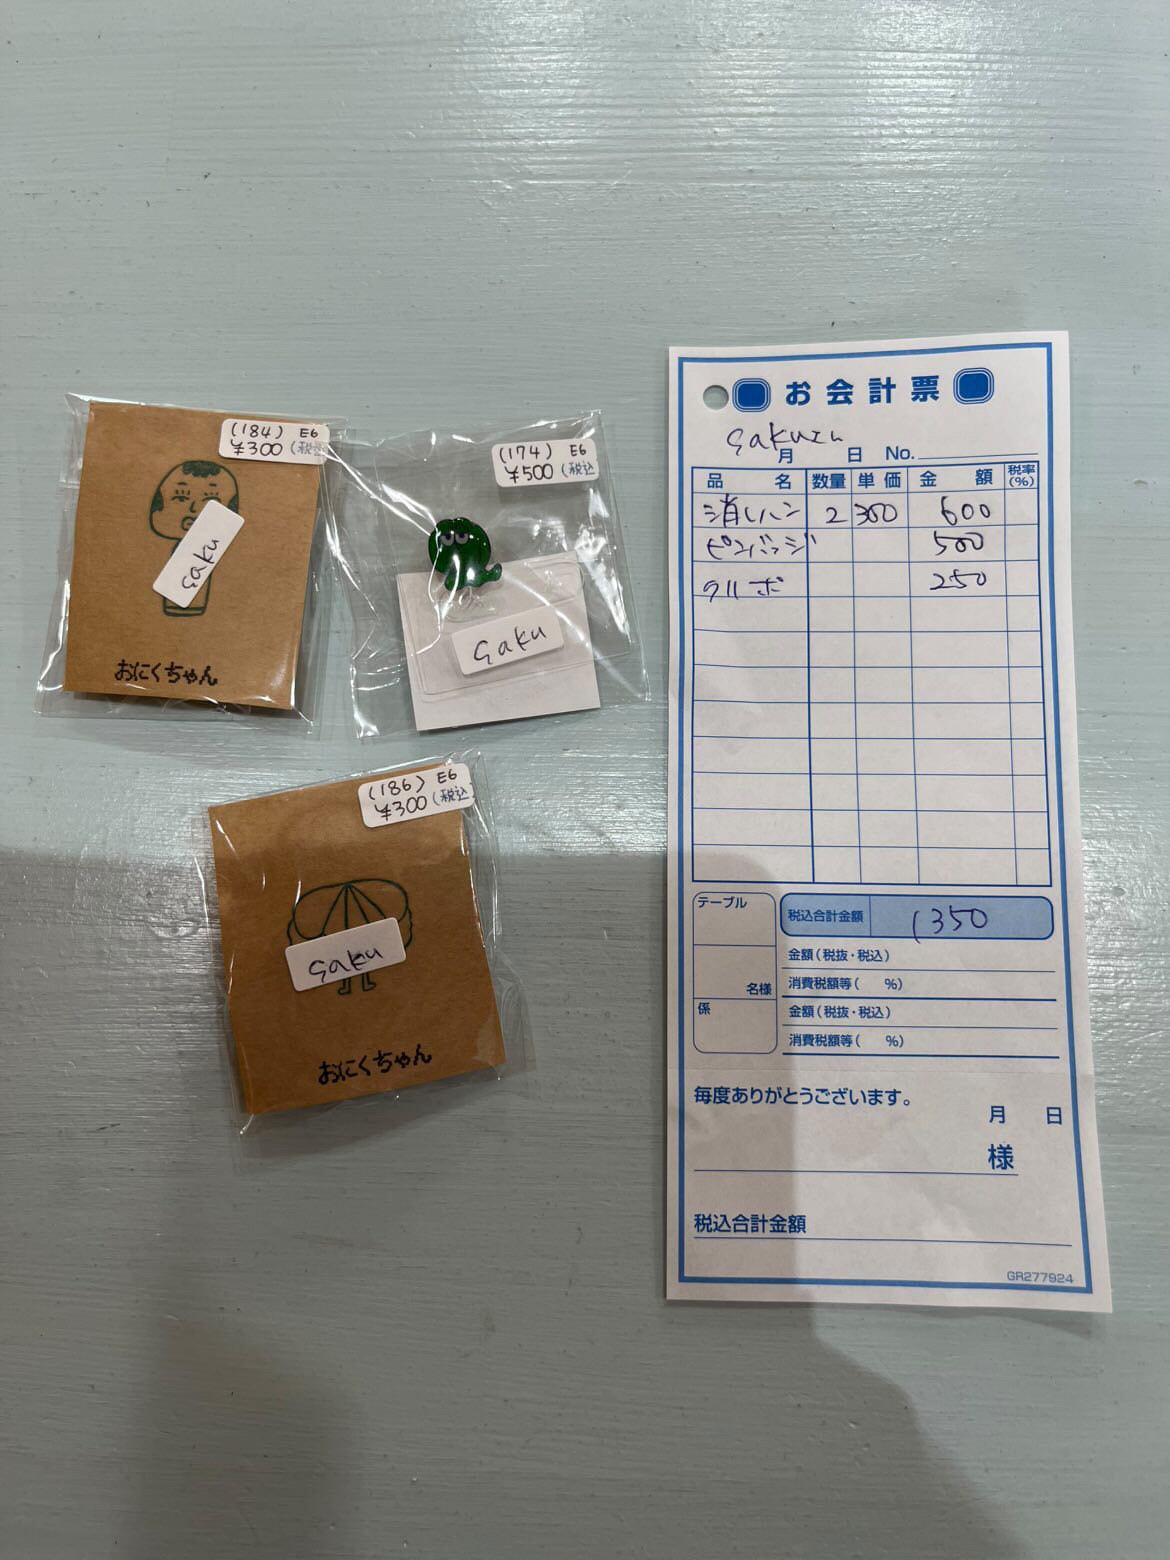 (184) E6
¥300 (税込
gaku
おにくちゃん
(174) E6
¥500 (税込
gaku
(186) E6
¥300 (税込
gaku
おにくちゃん
お会計票
gaku
月 日 No.
品 名 数量 単価 金 額 税率(%)
消しハン 2 300 600
ピンバッジ 500
クリボ 250
テーブル
税込合計金額 1350
金額(税抜・税込)
名様
消費税額等( %)
係
金額(税抜・税込)
消費税額等( %)
毎度ありがとうございます。
月 日
様
税込合計金額
GR277924